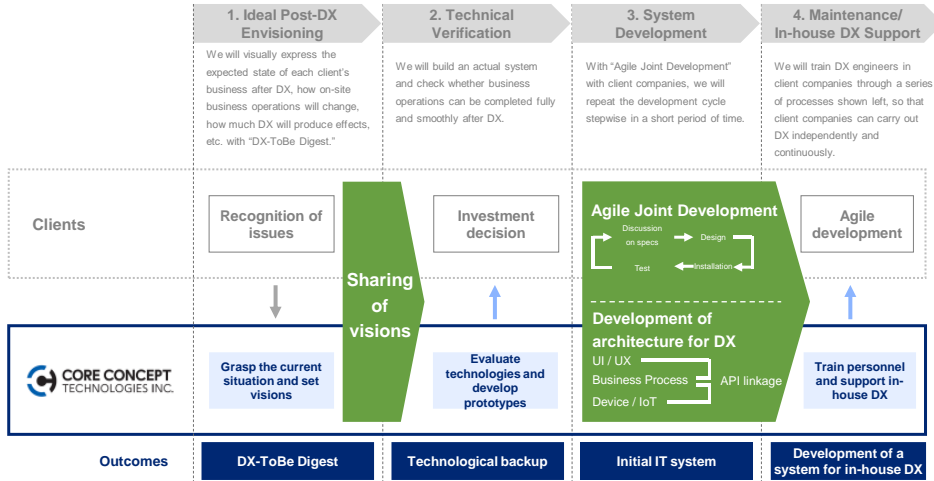 1. Ideal Post-DX
Envisioning
We will visually express the
expected state of each client's
business after DX, how on-site
business operations will change,
how much DX will produce effects,
etc. with “DX-ToBe Digest.”
2. Technical
Verification
We will build an actual system
and check whether business
operations can be completed fully
and smoothly after DX.
3. System
Development
With “Agile Joint Development”
with client companies, we will
repeat the development cycle
stepwise in a short period of time.
4. Maintenance/
In-house DX Support
We will train DX engineers in
client companies through a series
of processes shown left, so that
client companies can carry out
DX independently and
continuously.
Clients
Recognition of
issues
Sharing
of
visions
Investment
decision
Agile Joint Development
Discussion
on specs
Design
Test
Installation
Agile
development
Development of
architecture for DX
UI / UX
Business Process
Device / IoT
API linkage
CORE CONCEPT
TECHNOLOGIES INC.
Grasp the current
situation and set
visions
Evaluate
technologies and
develop
prototypes
Train personnel
and support in-
house DX
Outcomes
DX-ToBe Digest
Technological backup
Initial IT system
Development of a
system for in-house DX